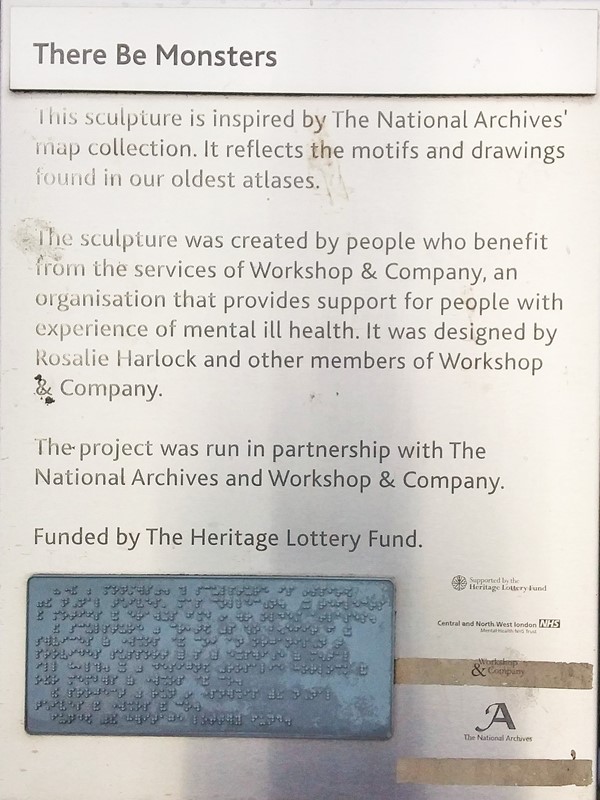 There Be Monsters
This sculpture is inspired by The National Archives'
map collection. It reflects the motifs and drawings
found in our oldest atlases.
The sculpture was created by people who benefit
from the services of Workshop & Company, an
organisation that provides support for people with
experience of mental ill health. It was designed by
Rosalie Harlock and other members of Workshop
& Company.
The project was run in partnership with The
National Archives and Workshop & Company.
Funded by The Heritage Lottery Fund.
Supported by the
Heritage Lottery Fund
Central and North West London NHS
Mental Health NHS Trust
Workshop
& Company
A
The National Archives